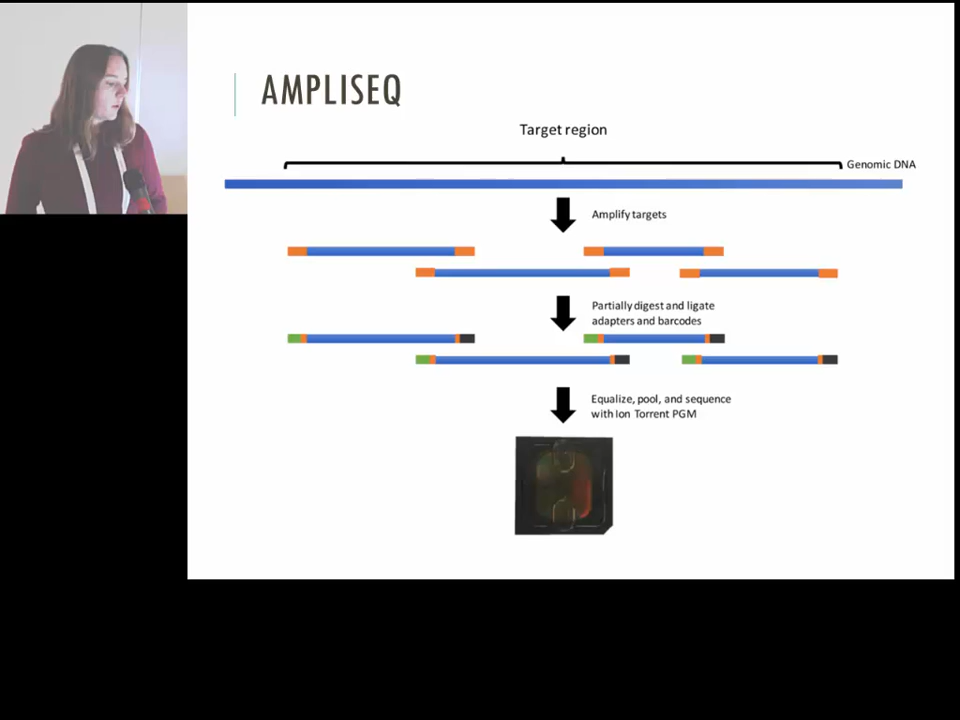 AMPLISEQ
Target region
Genomic DNA
Amplify targets
Partially digest and ligate
adapters and barcodes
Equalize, pool, and sequence
with Ion Torrent PGM